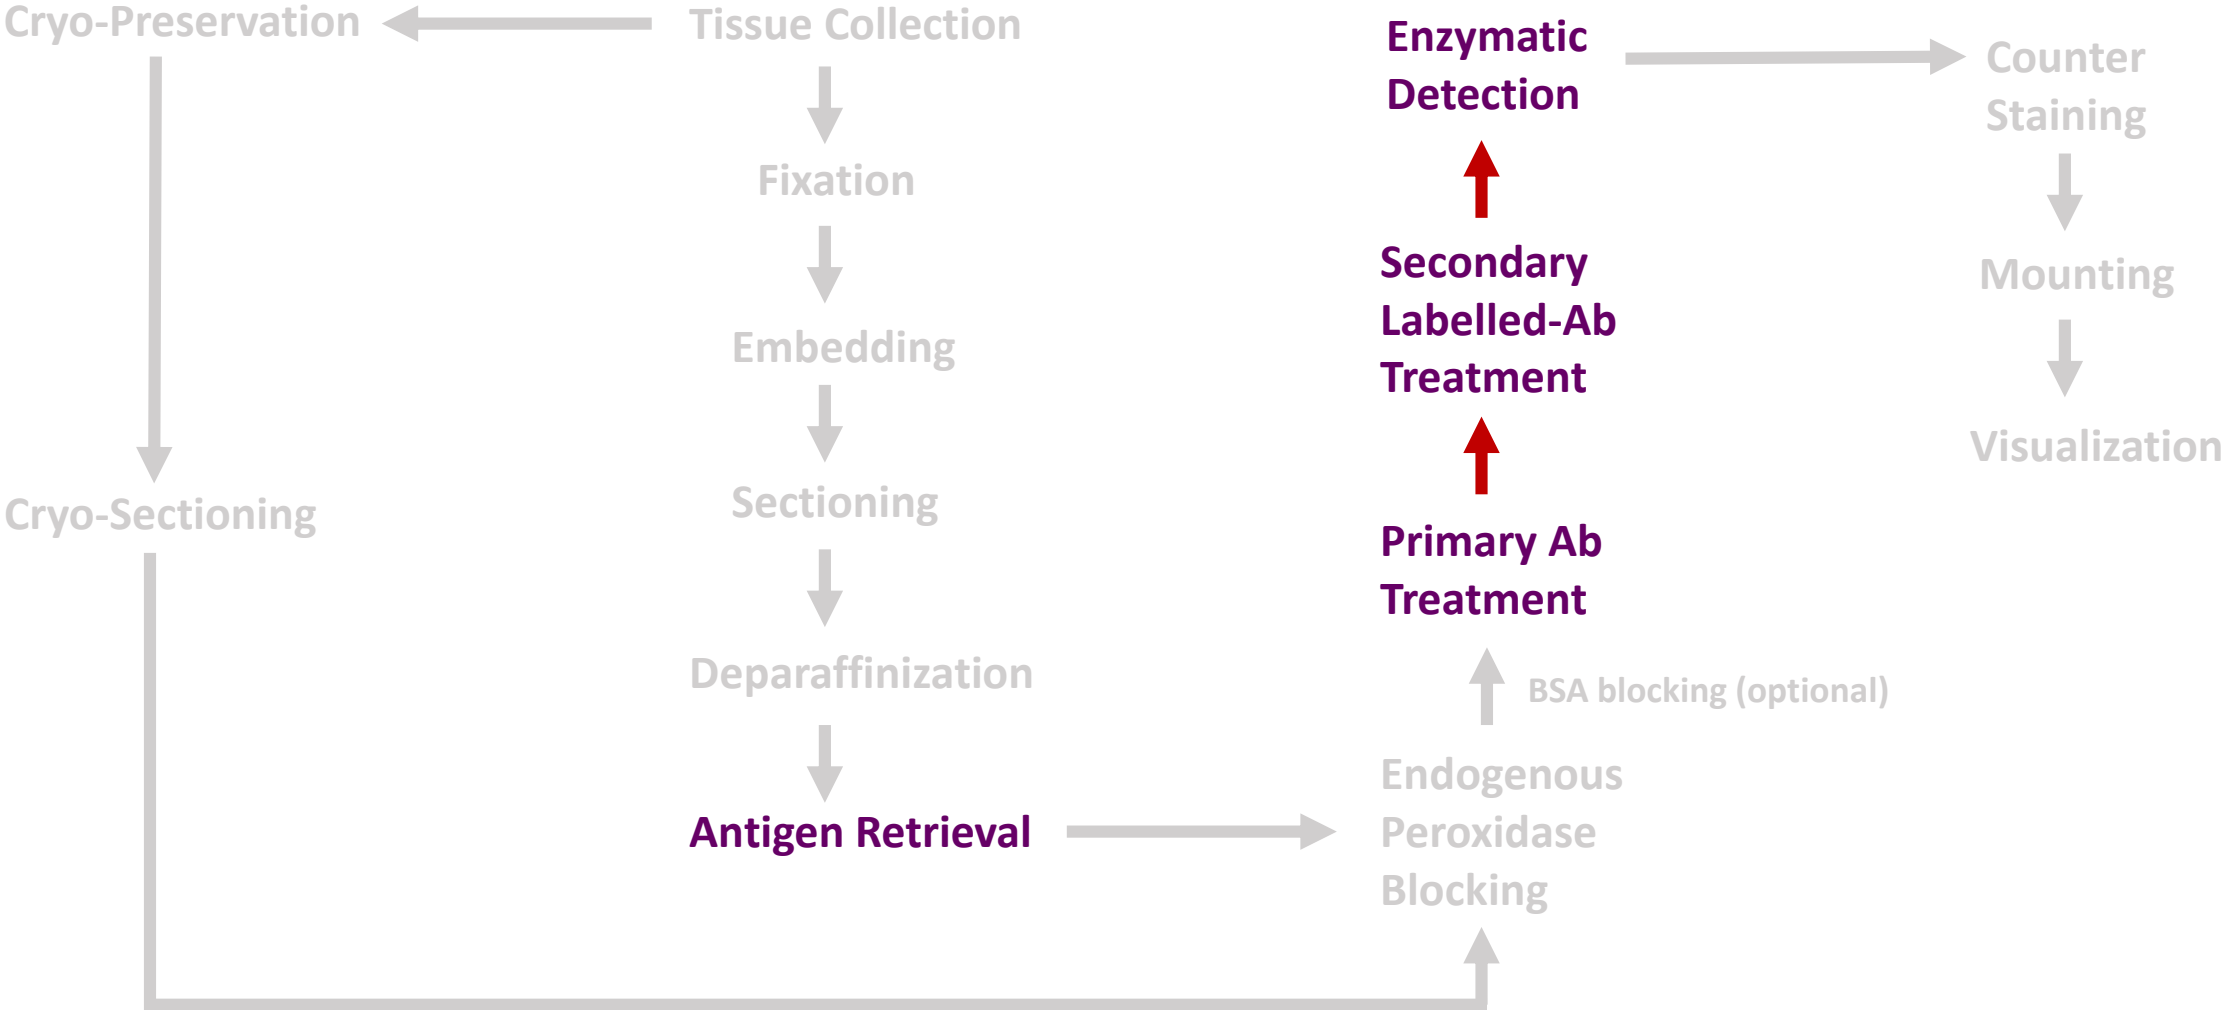 Cryo-Preservation
Tissue Collection
Fixation
Embedding
Sectioning
Deparaffinization
Antigen Retrieval
Cryo-Sectioning
Enzymatic
Detection
Secondary
Labelled-Ab
Treatment
Primary Ab
Treatment
BSA blocking (optional)
Endogenous
Peroxidase
Blocking
Counter
Staining
Mounting
Visualization